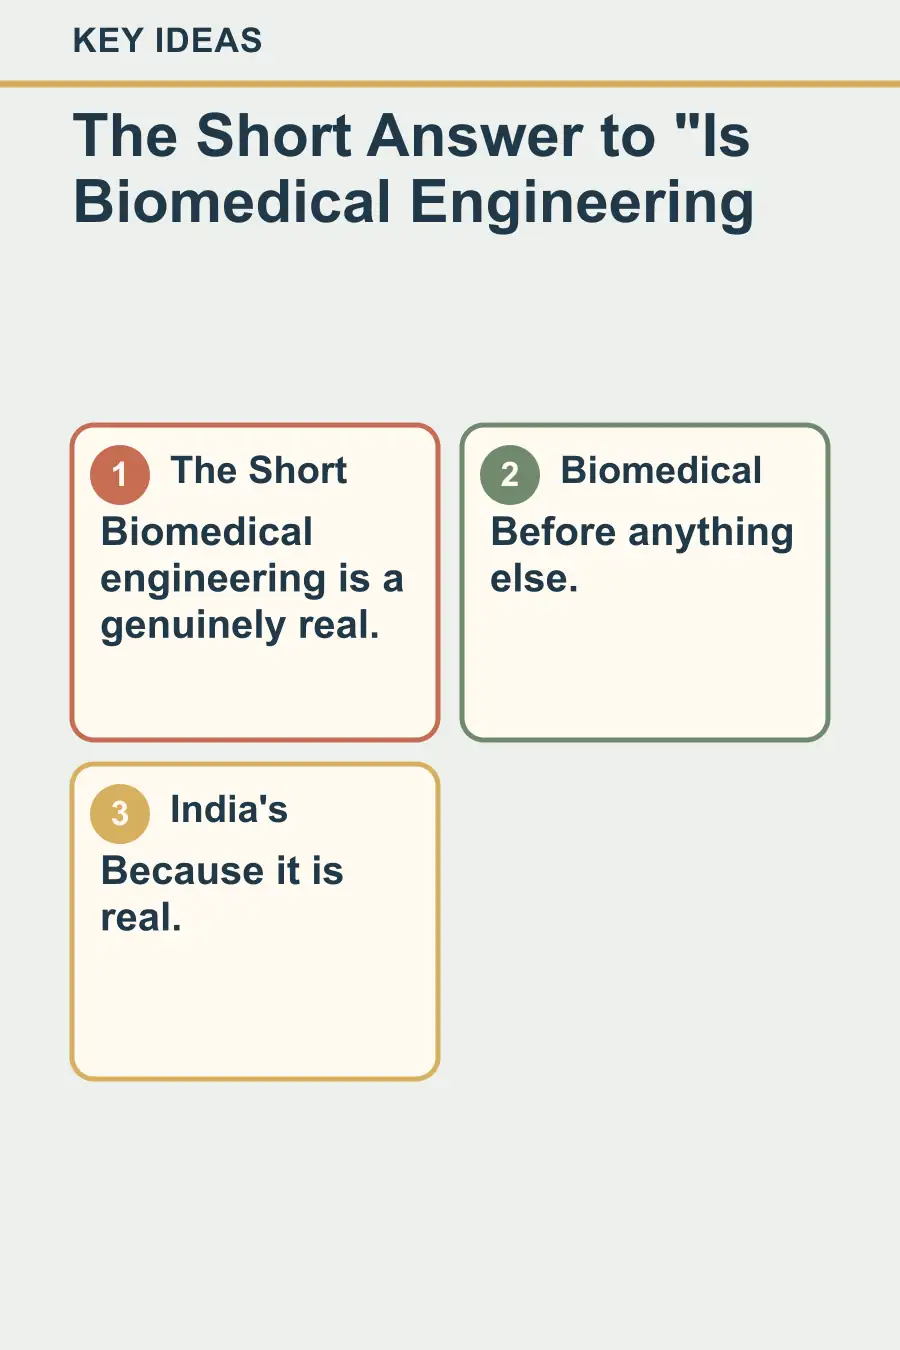 KEY IDEAS
The Short Answer to "Is
Biomedical Engineering
1
The Short
Biomedical
engineering is a
genuinely real.
2
Biomedical
Before anything
else.
3
India's
Because it is
real.